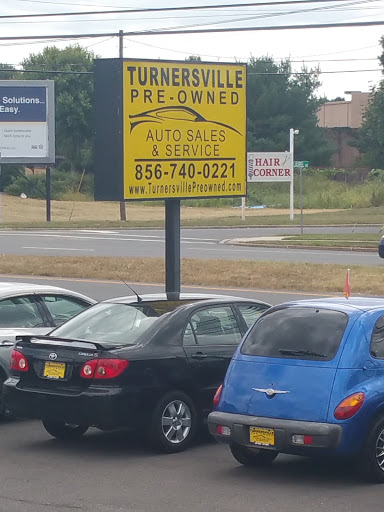 Solutions.
Easy.
TURNERSVILLE
PRE-OWNED
AUTO SALES
& SERVICE
856-740-0221
www.TurnersvillePreowned.com
HAIR
CORNER